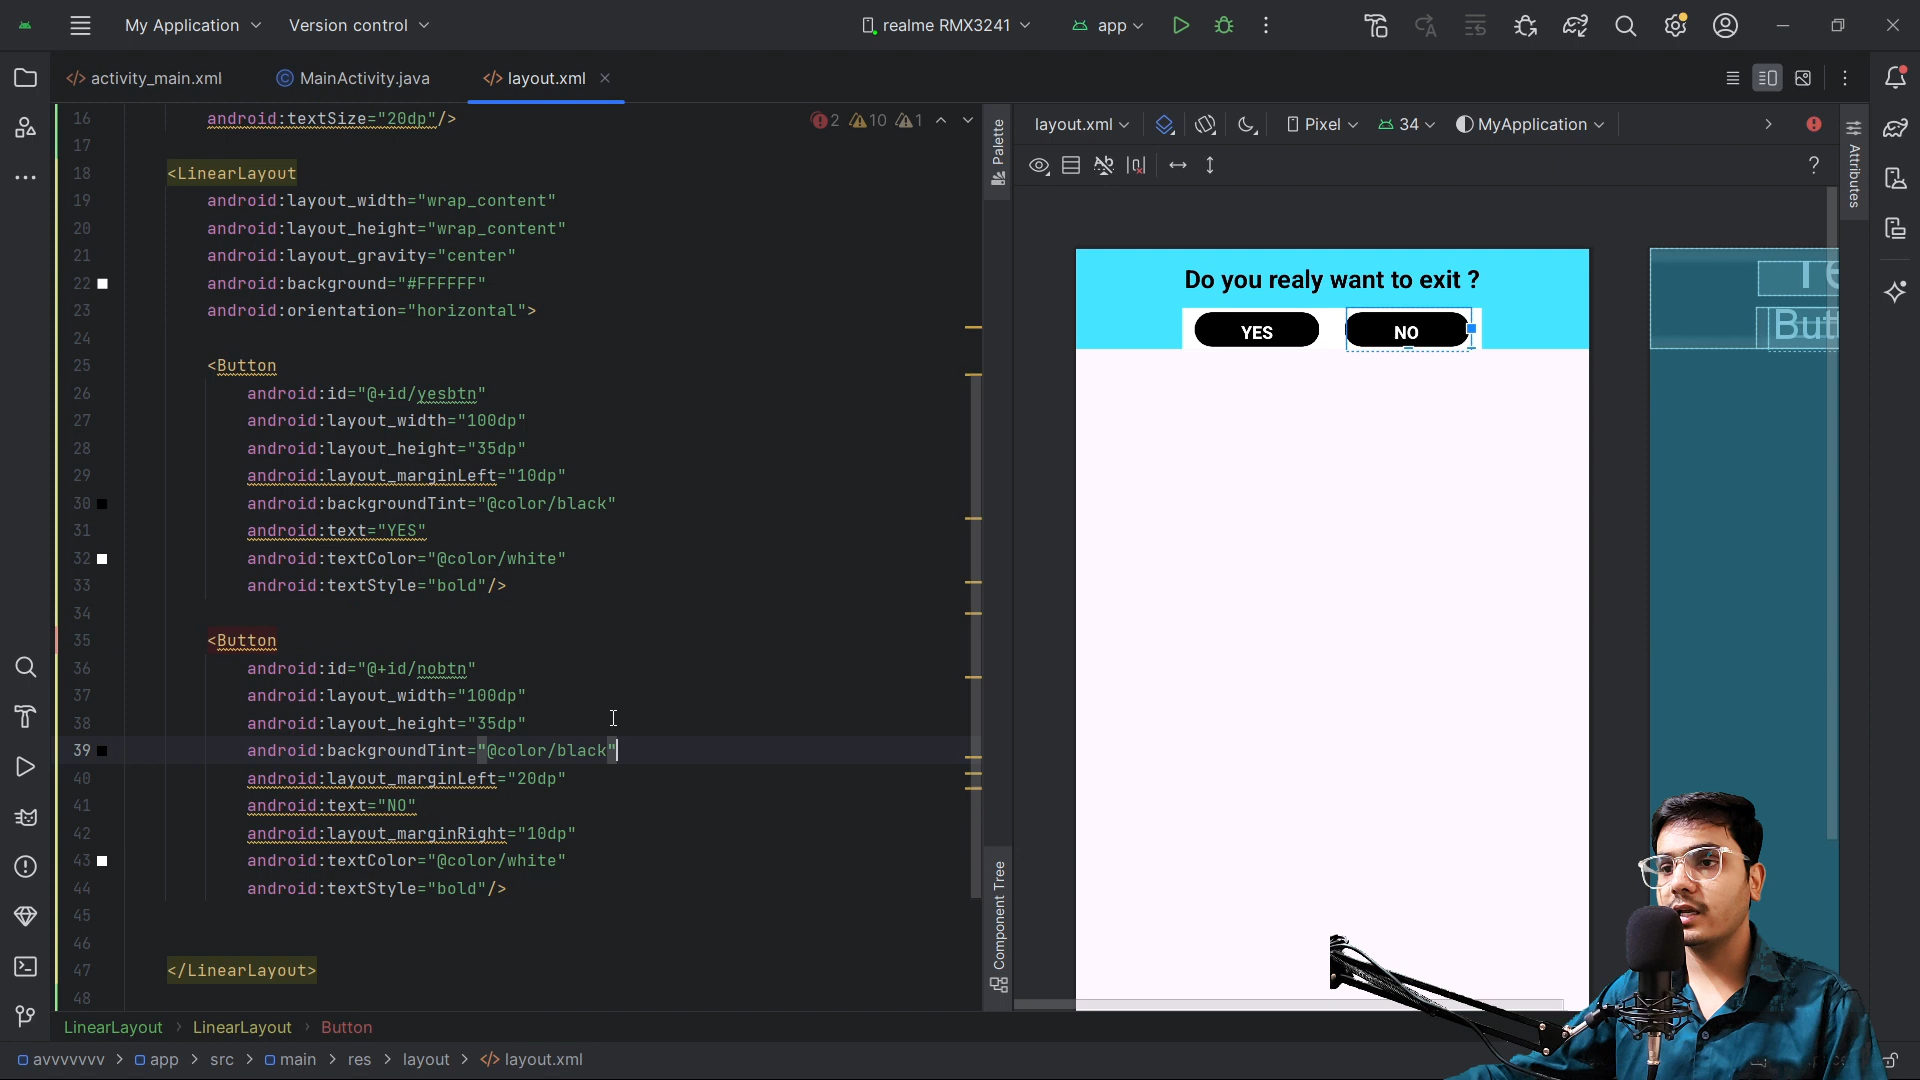 My Application
Version control
realme RMX3241
app
activity_main.xml
MainActivity.java
layout.xml
16 android:textSize="20dp"/>
2 10 1
17
18 <LinearLayout
19 android:layout_width="wrap_content"
20 android:layout_height="wrap_content"
21 android:layout_gravity="center"
22 android:background="#FFFFFF"
23 android:orientation="horizontal">
24
25 <Button
26 android:id="@+id/yesbtn"
27 android:layout_width="100dp"
28 android:layout_height="35dp"
29 android:layout_marginLeft="10dp"
30 android:backgroundTint="@color/black"
31 android:text="YES"
32 android:textColor="@color/white"
33 android:textStyle="bold"/>
34
35 <Button
36 android:id="@+id/nobtn"
37 android:layout_width="100dp"
38 android:layout_height="35dp"
39 android:backgroundTint="@color/black"
40 android:layout_marginLeft="20dp"
41 android:text="NO"
42 android:layout_marginRight="10dp"
43 android:textColor="@color/white"
44 android:textStyle="bold"/>
45
46
47 </LinearLayout>
48
Palette
Component Tree
layout.xml
Pixel
34
MyApplication
?
Attributes
Do you realy want to exit ?
YES
NO
But
LinearLayout > LinearLayout > Button
avvvvvvv > app > src > main > res > layout > layout.xml